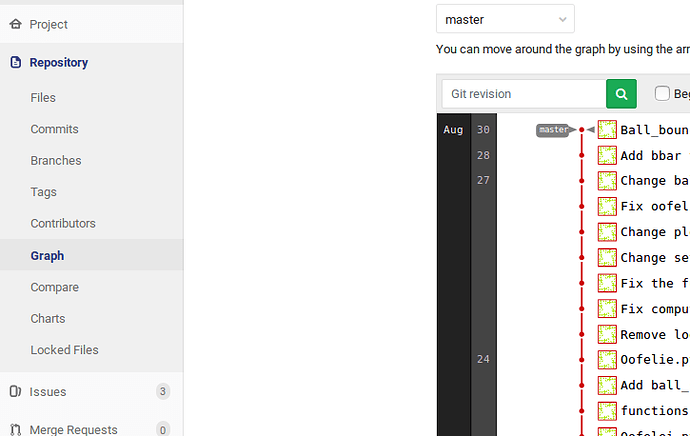 Project
Repository
Files
Commits
Branches
Tags
Contributors
Graph
Compare
Charts
Locked Files
Issues 3
Merge Requests 0
master
You can move around the graph by using the arr
Git revision
Beg
Aug 30 master Ball_boun
28 Add bbar
27 Change ba
Fix oofel
Change pl
Change se
Fix the f
Fix compu
Remove lo
24 Oofelie.p
Add ball_
functions